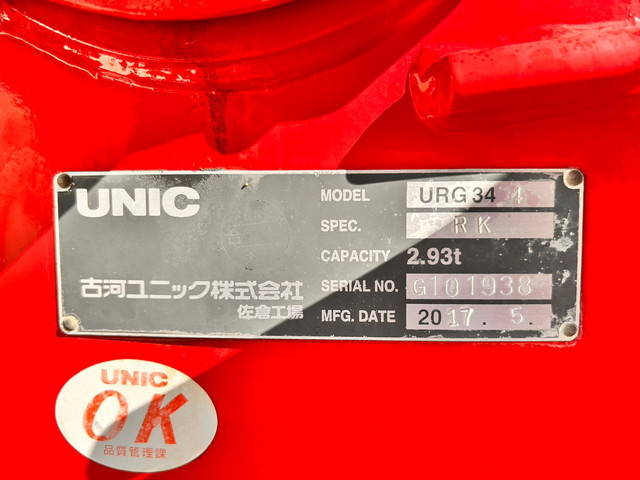 UNIC
MODEL URG34 4
SPEC. RK
CAPACITY 2.93t
古河ユニック株式会社
佐倉工場
SERIAL NO. G101938
MFG. DATE 2017. 5.
UNIC
OK
品質管理課